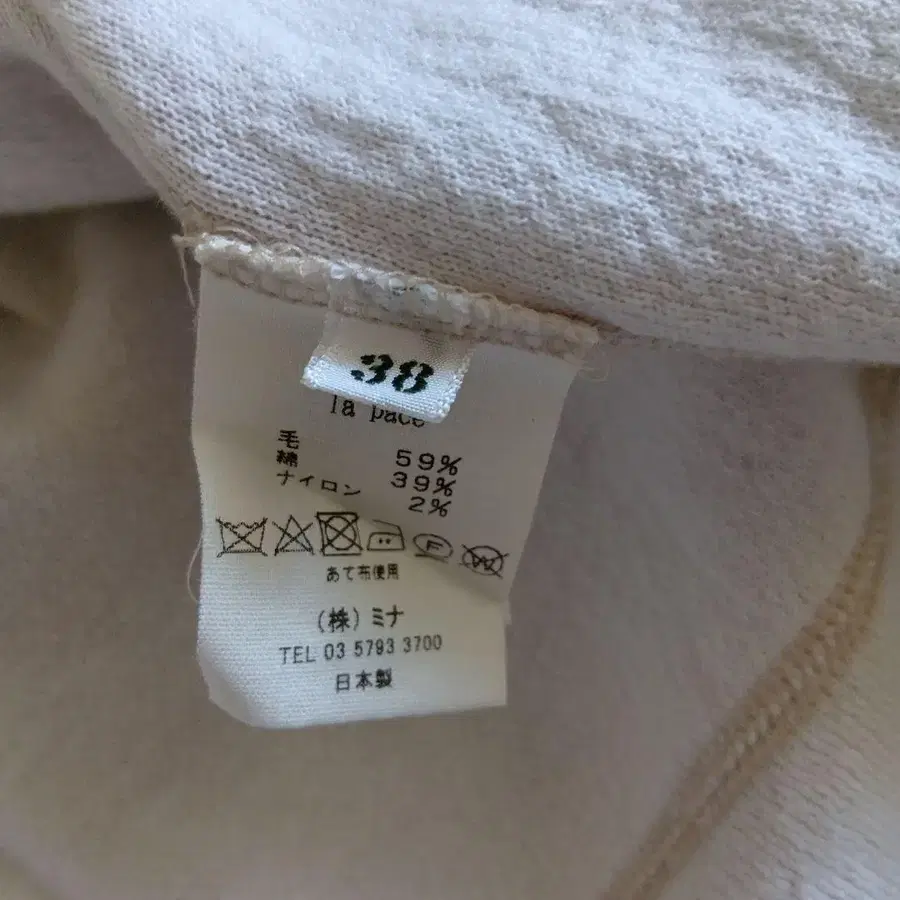 38
la pace
毛 59%
綿 39%
ナイロン 2%
F
W
あて布使用
(株)ミナ
TEL 03 5793 3700
日本製